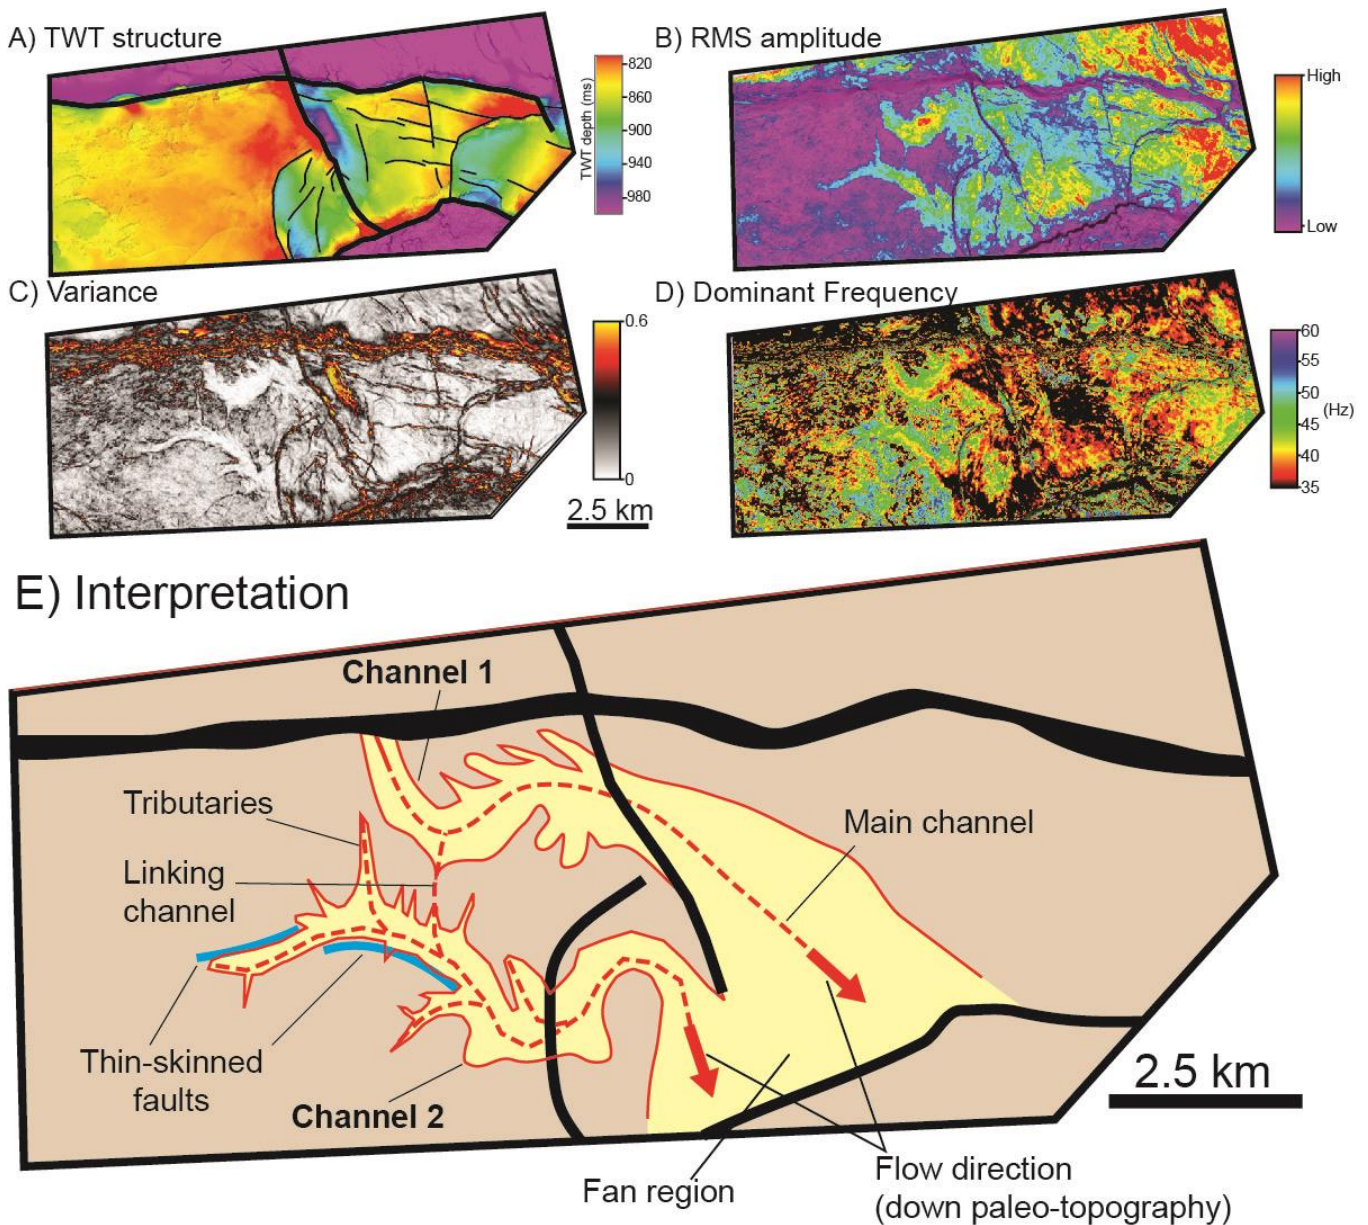 A) TWT structure
820
860
900
940
980
TWT depth (ms)
B) RMS amplitude
High
Low
C) Variance
0.6
0
2.5 km
D) Dominant Frequency
60
55
50
45
40
35
(Hz)
E) Interpretation
Channel 1
Tributaries
Linking
channel
Main channel
Thin-skinned
faults
Channel 2
Fan region
Flow direction
(down paleo-topography)
2.5 km